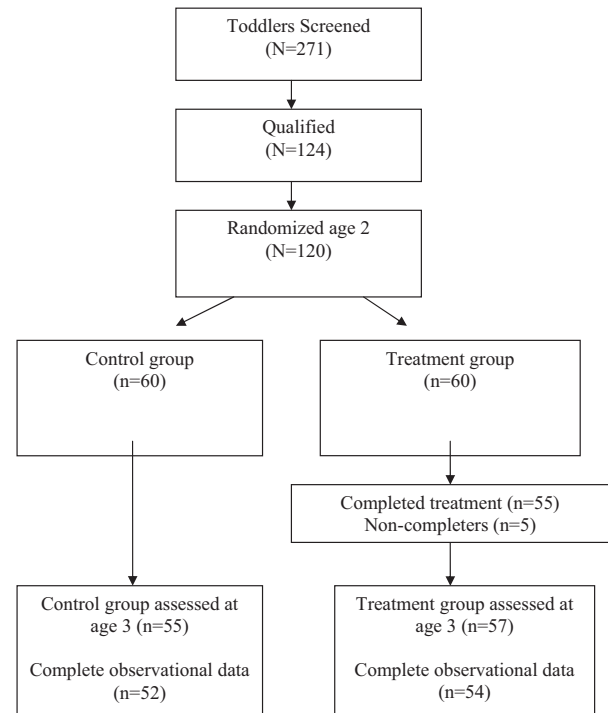 Toddlers Screened
(N=271)
Qualified
(N=124)
Randomized age 2
(N=120)
Control group
(n=60)
Treatment group
(n=60)
Completed treatment (n=55)
Non-completers (n=5)
Control group assessed at
age 3 (n=55)
Complete observational data
(n=52)
Treatment group assessed at
age 3 (n=57)
Complete observational data
(n=54)